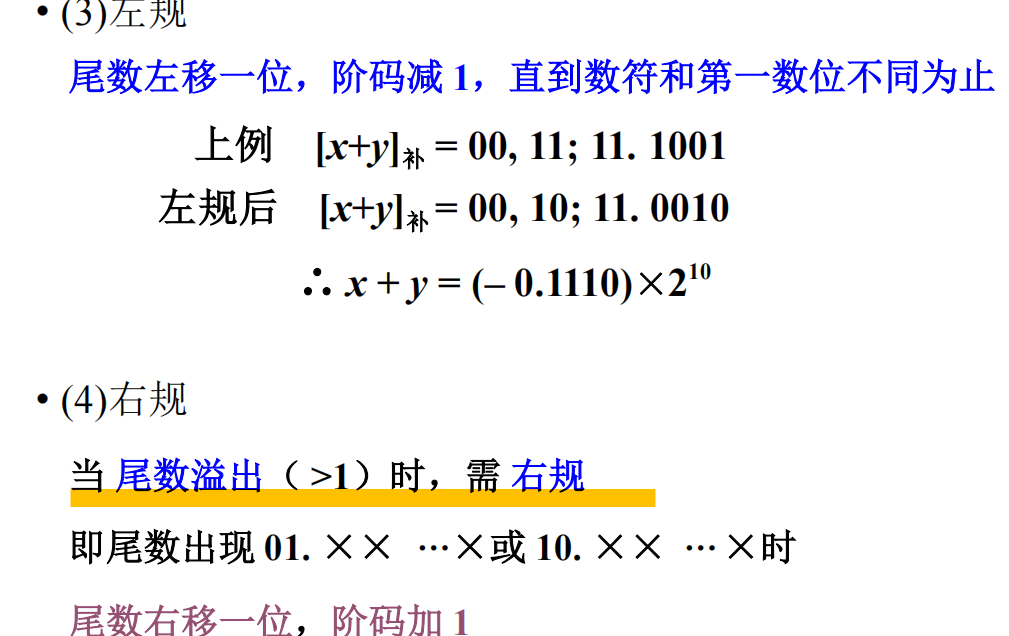 • (3)左规
尾数左移一位，阶码减 1，直到数符和第一数位不同为止
上例 [x+y]补 = 00, 11; 11. 1001
左规后 [x+y]补 = 00, 10; 11. 0010
∴ x + y = (– 0.1110)×2^10
• (4)右规
当 尾数溢出（ >1）时，需 右规
即尾数出现 01. ×× …×或 10. ×× … ×时
尾数右移一位，阶码加 1